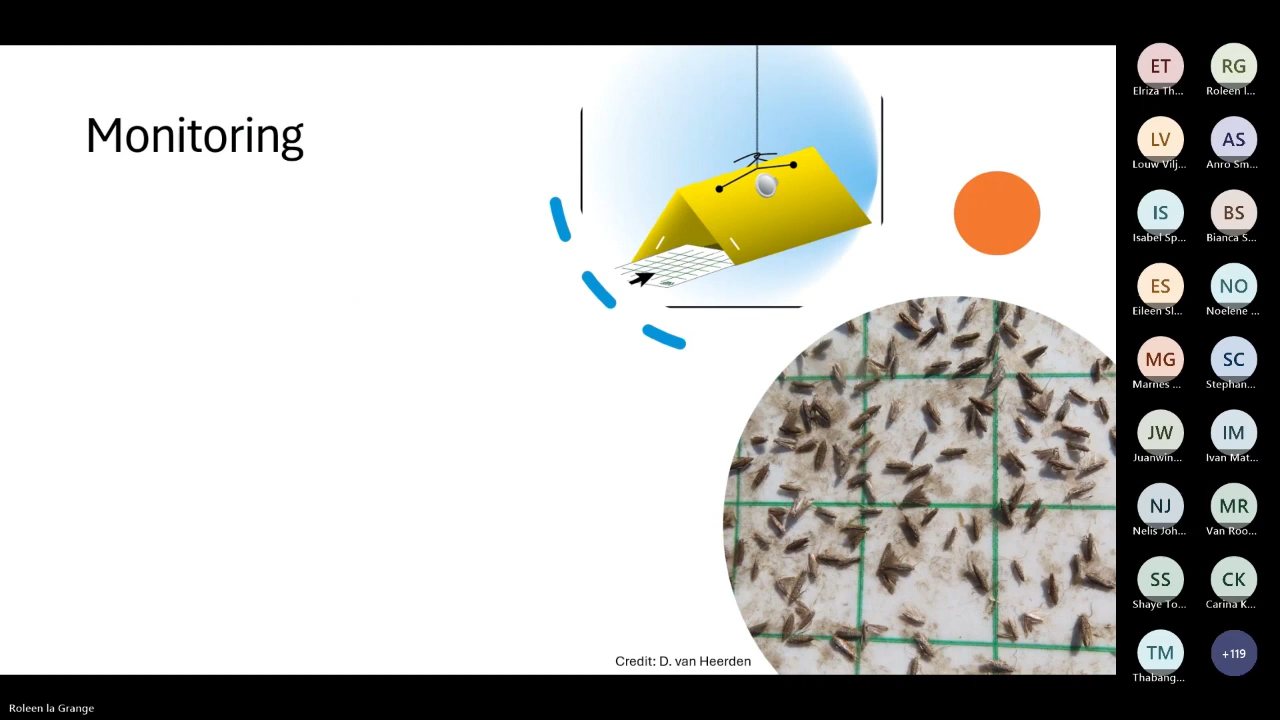 Monitoring
Credit: D. van Heerden
ET
RG
Elriza Th...
Roleen l...
LV
AS
Louw Vilj...
Anro Sm...
IS
BS
Isabel Sp...
Bianca S...
ES
NO
Eileen Sl...
Noelene ...
MG
SC
Marnes ...
Stephan...
JW
IM
Juanwin...
Ivan Mat...
NJ
MR
Nelis Joh...
Van Roo...
SS
CK
Shaye To...
Carina K...
TM
+119
Thabang...
Roleen la Grange